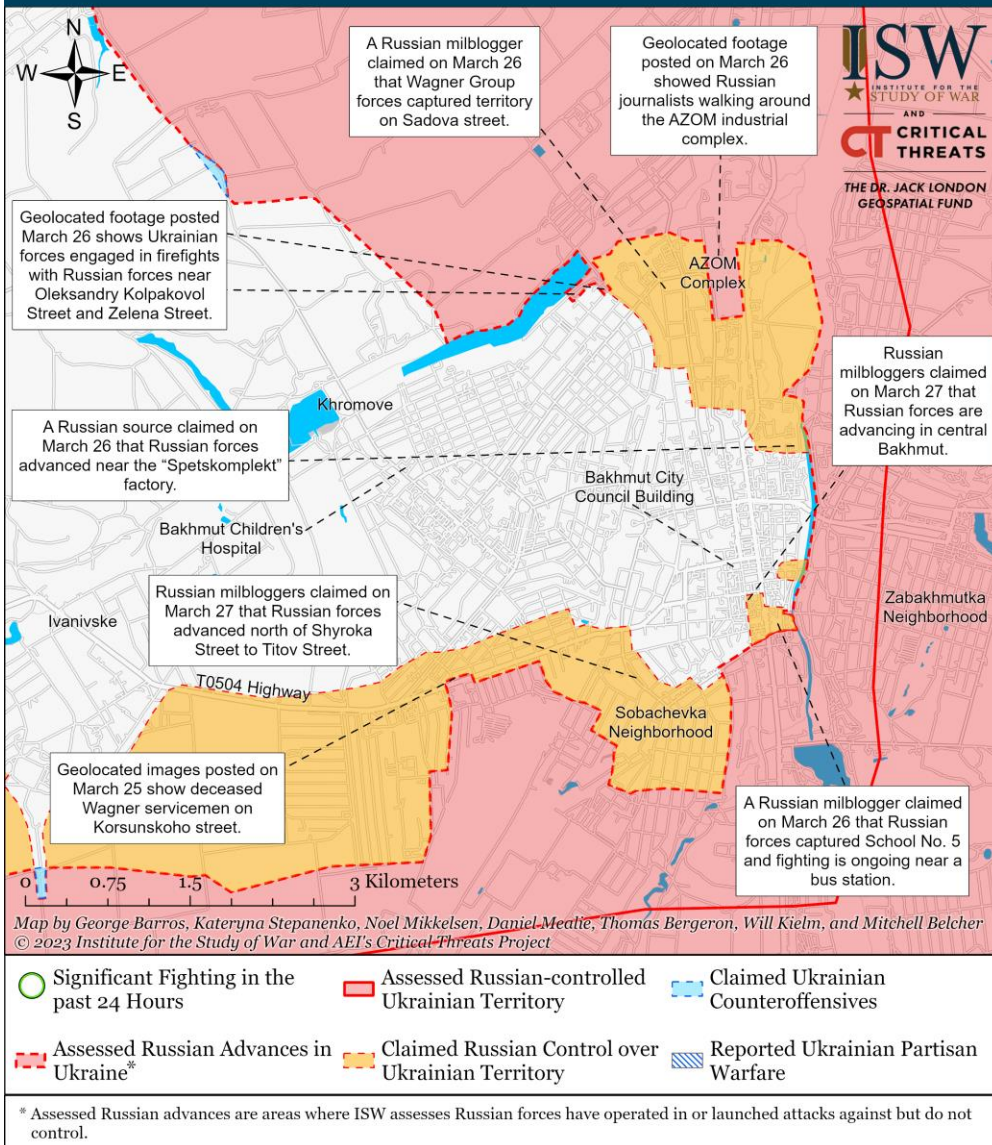 N
W E
S
A Russian milblogger
claimed on March 26
that Wagner Group
forces captured territory
on Sadova street.
Geolocated footage
posted on March 26
showed Russian
journalists walking around
the AZOM industrial
complex.
ISW
INSTITUTE FOR THE
STUDY OF WAR
AND
CT CRITICAL
THREATS
THE DR. JACK LONDON
GEOSPATIAL FUND
Geolocated footage posted
March 26 shows Ukrainian
forces engaged in firefights
with Russian forces near
Oleksandry Kolpakovol
Street and Zelena Street.
AZOM
Complex
Russian
milbloggers claimed
on March 27 that
Russian forces are
advancing in central
Bakhmut.
Khromove
A Russian source claimed on
March 26 that Russian forces
advanced near the “Spetskomplekt”
factory.
Bakhmut City
Council Building
Bakhmut Children's
Hospital
Russian milbloggers claimed on
March 27 that Russian forces
advanced north of Shyroka
Street to Titov Street.
Ivanivske
Zabakhmutka
Neighborhood
T0504 Highway
Sobachevka
Neighborhood
Geolocated images posted on
March 25 show deceased
Wagner servicemen on
Korsunskoho street.
A Russian milblogger claimed
on March 26 that Russian
forces captured School No. 5
and fighting is ongoing near a
bus station.
0 0.75 1.5 3 Kilometers
Map by George Barros, Kateryna Stepanenko, Noel Mikkelsen, Daniel Mealie, Thomas Bergeron, Will Kielm, and Mitchell Belcher
© 2023 Institute for the Study of War and AEI's Critical Threats Project
Significant Fighting in the
past 24 Hours
Assessed Russian-controlled
Ukrainian Territory
Claimed Ukrainian
Counteroffensives
Assessed Russian Advances in
Ukraine*
Claimed Russian Control over
Ukrainian Territory
Reported Ukrainian Partisan
Warfare
* Assessed Russian advances are areas where ISW assesses Russian forces have operated in or launched attacks against but do not
control.